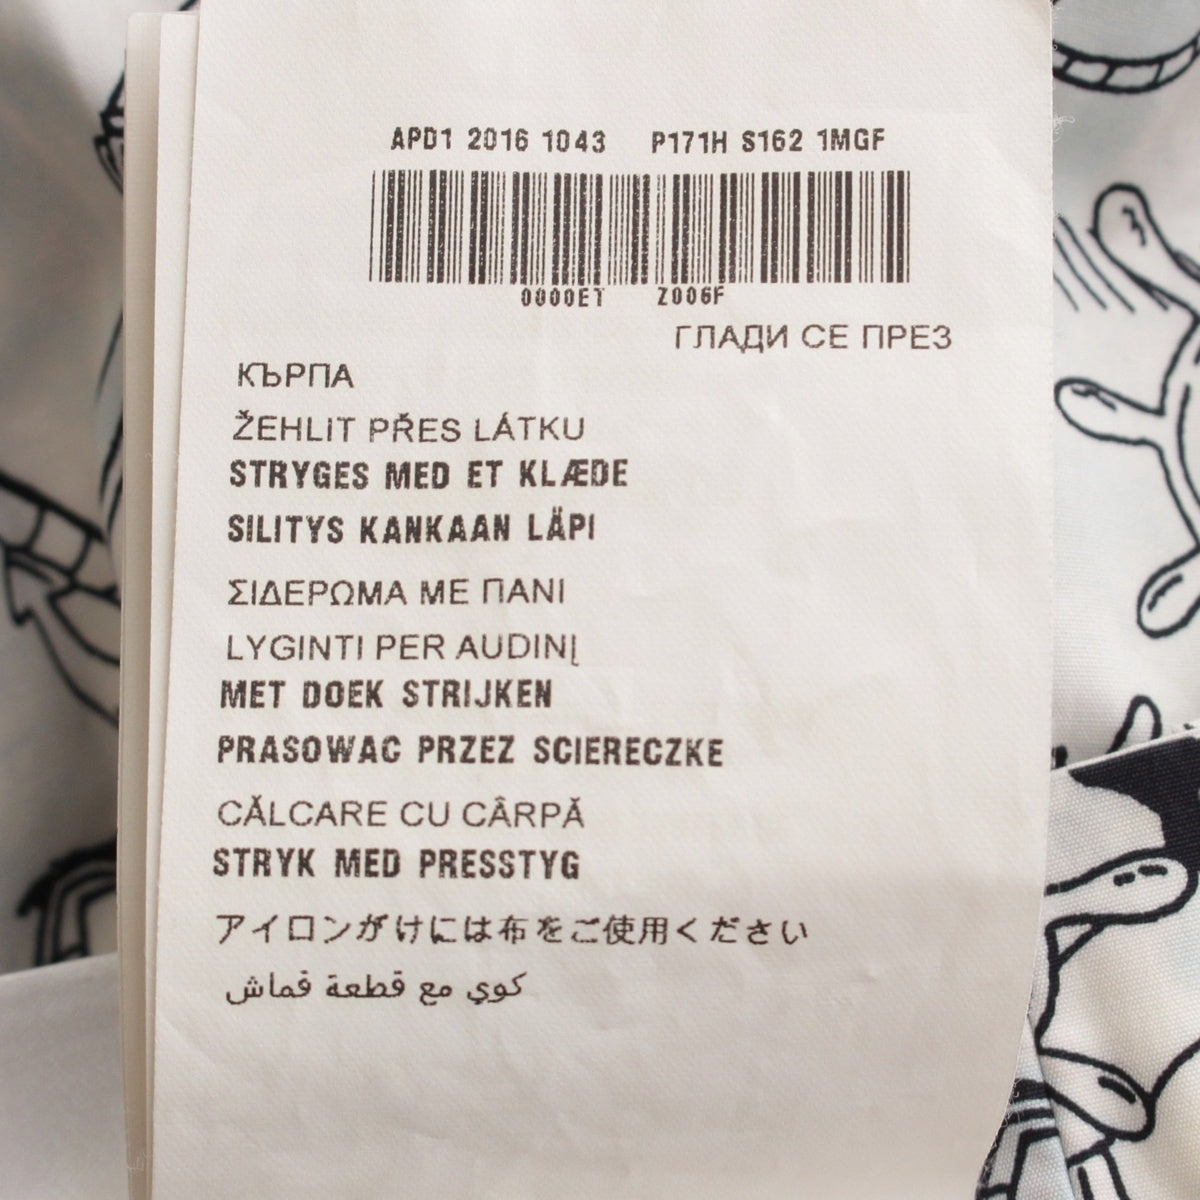 APD1 2016 1043 P171H S162 1MGF
0000ET Z006F
ГЛАДИ СЕ ПРЕЗ
КЪРПА
ŽEHLIT PŘES LÁTKU
STRYGES MED ET KLÆDE
SILITYS KANKAAN LÄPI
ΣΙΔΕΡΩΜΑ ΜΕ ΠΑΝΙ
LYGINTI PER AUDINĮ
MET DOEK STRIJKEN
PRASOWAC PRZEZ SCIERECZKE
CĂLCARE CU CÂRPĂ
STRYK MED PRESSTYG
アイロンがけには布をご使用ください
كوي مع قطعة قماش